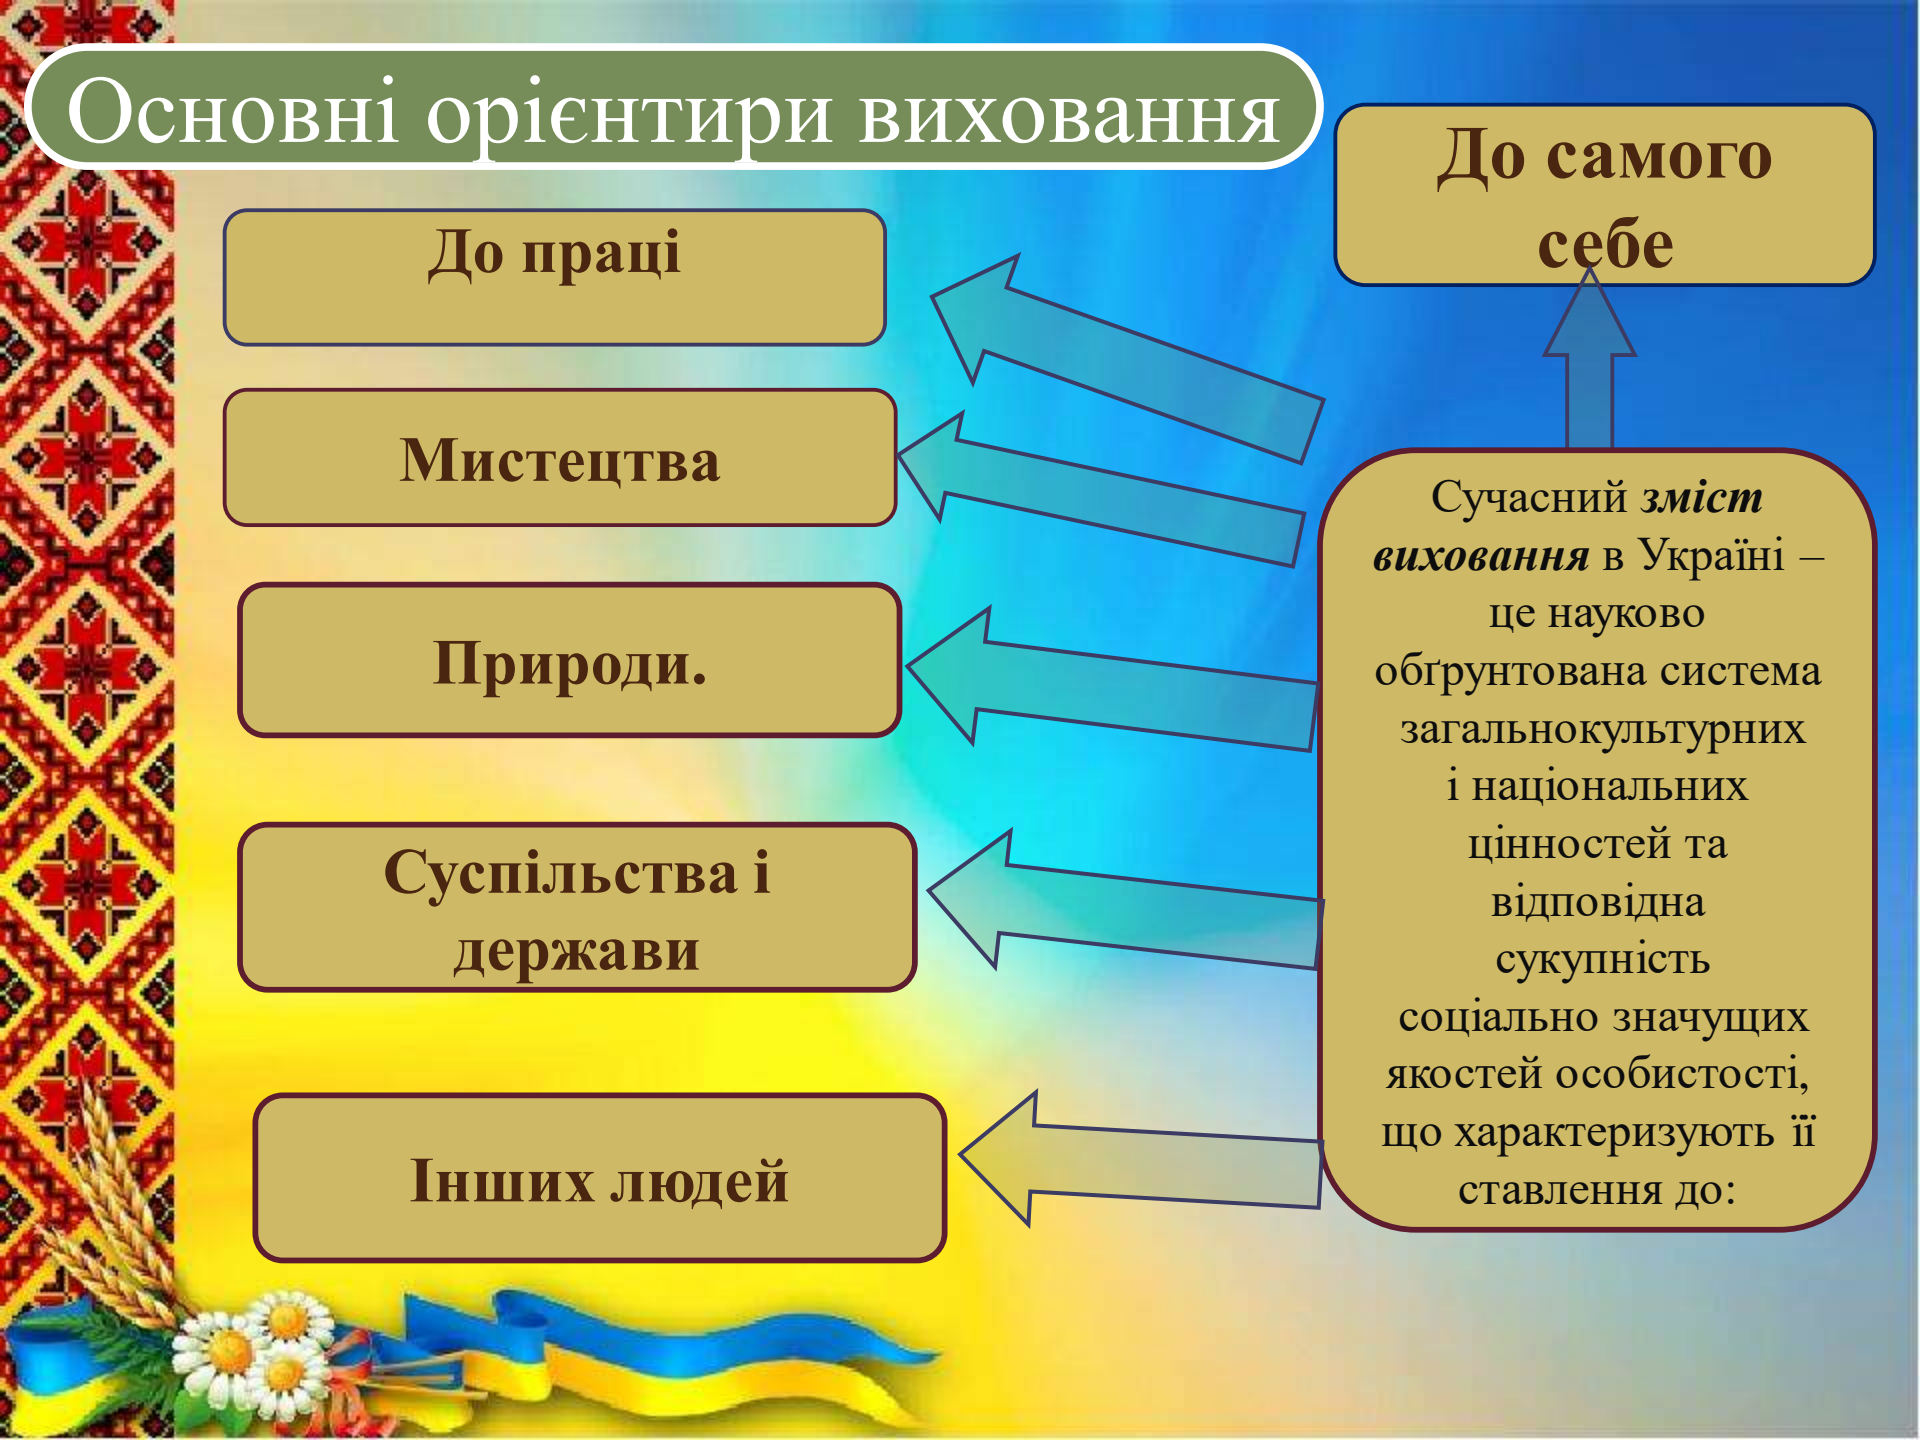 Основні орієнтири виховання
До самого
себе
До праці
Мистецтва
Природи.
Суспільства і
держави
Інших людей
Сучасний зміст
виховання в Україні –
це науково
обґрунтована система
загальнокультурних
і національних
цінностей та
відповідна
сукупність
соціально значущих
якостей особистості,
що характеризують її
ставлення до: